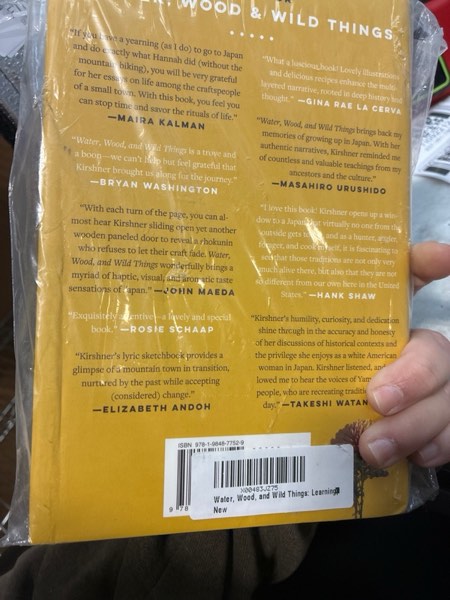 R, WOOD & WILD THINGS
"If you have a yearning (as I do) to go to Japan
and do exactly what Hannah did (without the
mountain biking), you will be very grateful
for her essays on life among the craftspeople
of a small town. With this book, you feel you
can stop time and savor the rituals of life."
—MAIRA KALMAN
"Water, Wood, and Wild Things is a trove and
a boon—we can't help but feel grateful that
Kirshner brought us along for the journey."
—BRYAN WASHINGTON
"With each turn of the page, you can al-
most hear Kirshner sliding open yet another
wooden paneled door to reveal a shokunin
who refuses to let their craft fade. Water,
Wood, and Wild Things wonderfully brings a
myriad of haptic, visual, and aromatic taste
sensations of Japan." —JOHN MAEDA
"Exquisitely attentive—a lovely and special
book." —ROSIE SCHAAP
"Kirshner's lyric sketchbook provides a
glimpse of a mountain town in transition,
nurtured by the past while accepting
(considered) change."
—ELIZABETH ANDOH
"What a luscious book! Lovely illustrations
and delicious recipes enhance the multi-
layered narrative, rooted in deep history and
thought." —GINA RAE LA CERVA
"Water, Wood, and Wild Things brings back my
memories of growing up in Japan. With her
authentic narratives, Kirshner reminded me
of countless and valuable teachings from my
ancestors and the culture."
—MASAHIRO URUSHIDO
"I love this book! Kirshner opens up a win-
dow to a Japan that virtually no one from the
outside gets to see, and as a hunter, angler,
forager, and cook myself, it is fascinating to
see that those traditions are not only very
much alive there, but also that they are not
so different from our own here in the United
States." —HANK SHAW
"Kirshner's humility, curiosity, and dedication
shine through in the accuracy and honesty
of her discussions of historical contexts and
the privilege she enjoys as a white American
woman in Japan. Kirshner listened, and
lowed me to hear the voices of Yam
people, who are recreating traditi
day." —TAKESHI WATAN
ISBN 978-1-9848-7752-9
9 78
X00493JZ75
Water, Wood, and Wild Things: Learning
New